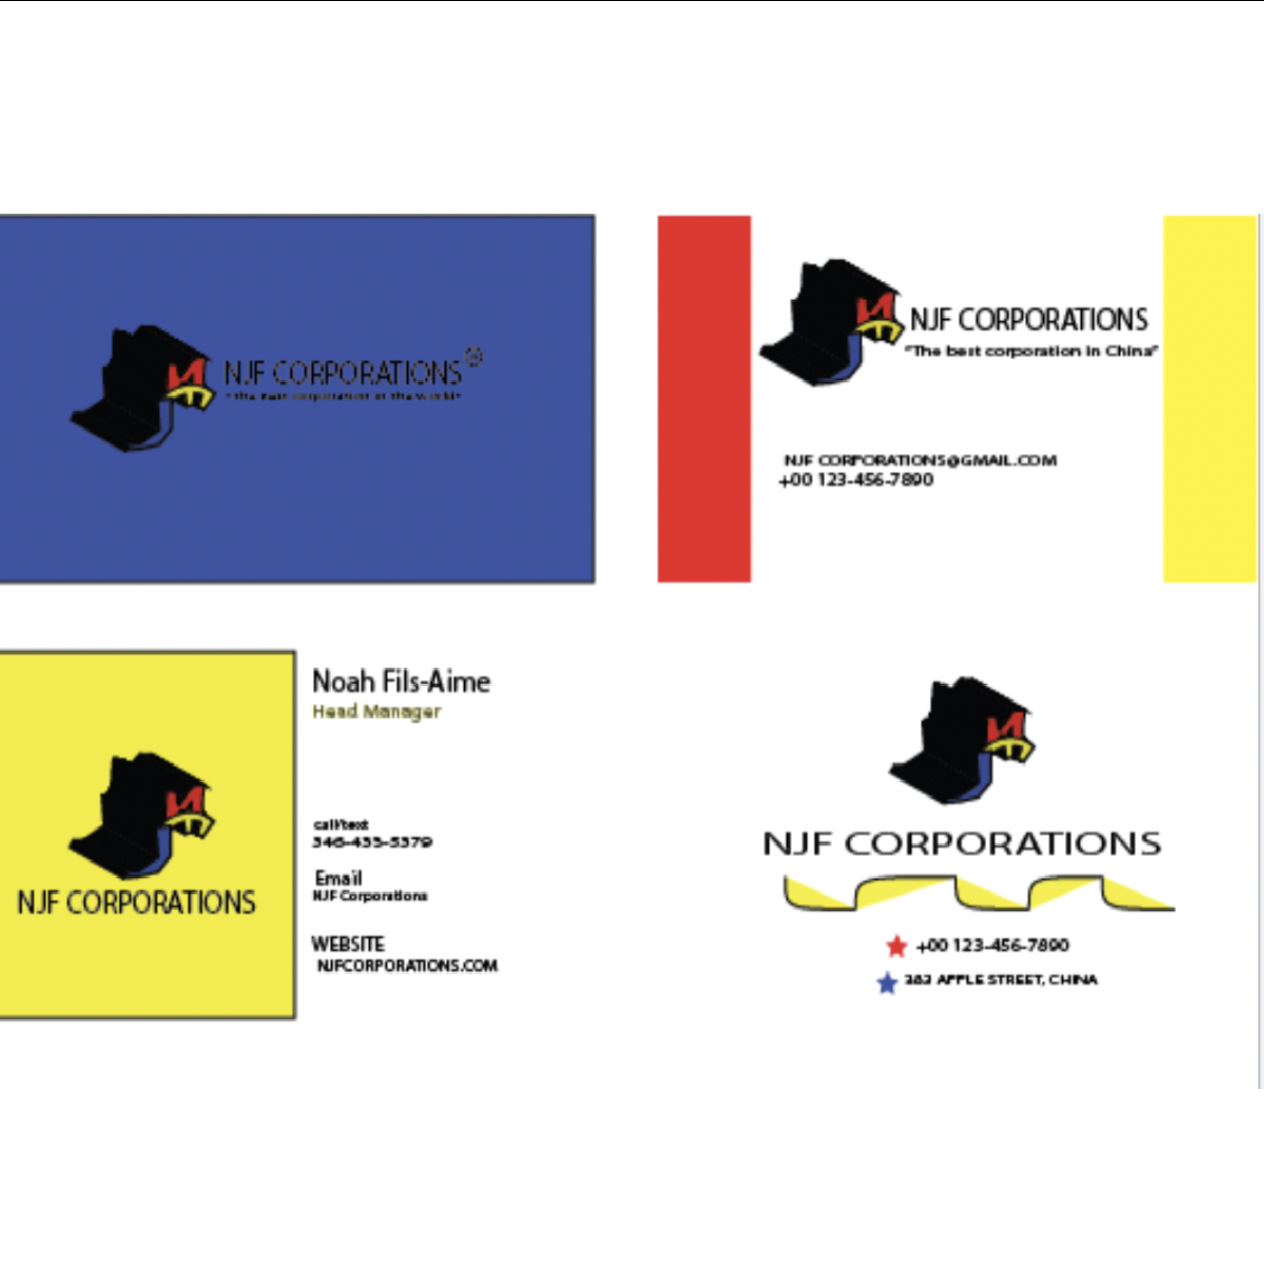 NJF CORPORATIONS®
"the best corporation in the world"
NJF CORPORATIONS
"The best corporation in China"
NJF CORPORATIONS@GMAIL.COM
+00 123-456-7890
NJF CORPORATIONS
Noah Fils-Aime
Head Manager
call/text
346-435-5379
Email
NJF Corporations
WEBSITE
NJFCORPORATIONS.COM
NJF CORPORATIONS
+00 123-456-7890
383 APPLE STREET, CHINA